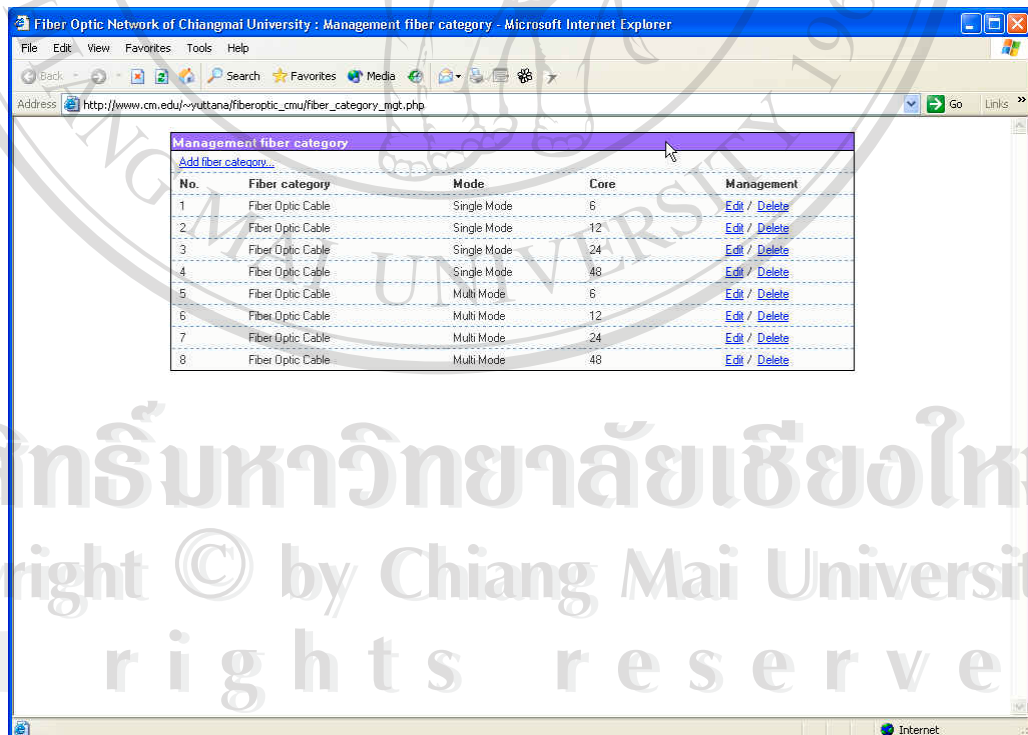 Fiber Optic Network of Chiangmai University : Management fiber category - Microsoft Internet Explorer
File Edit View Favorites Tools Help
Back Search Favorites Media
Address http://www.cm.edu/~yuttana/fiberoptic_cmu/fiber_category_mgt.php Go Links »
Management fiber category
Add fiber category...
No. Fiber category Mode Core Management
1 Fiber Optic Cable Single Mode 6 Edit / Delete
2 Fiber Optic Cable Single Mode 12 Edit / Delete
3 Fiber Optic Cable Single Mode 24 Edit / Delete
4 Fiber Optic Cable Single Mode 48 Edit / Delete
5 Fiber Optic Cable Multi Mode 6 Edit / Delete
6 Fiber Optic Cable Multi Mode 12 Edit / Delete
7 Fiber Optic Cable Multi Mode 24 Edit / Delete
8 Fiber Optic Cable Multi Mode 48 Edit / Delete
ANG MAI UNIVERSITY 196
สิทธิ์มหาวิทยาลัยเชียงให
right © by Chiang Mai Universit
rights reserve
Internet